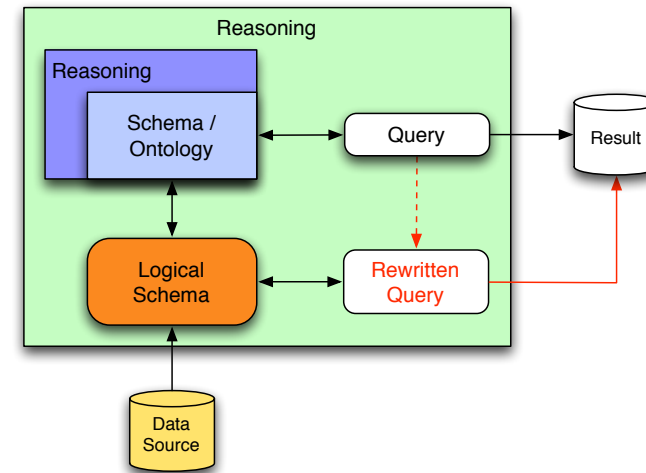 Reasoning
Reasoning
Schema /
Ontology
Query
Result
Logical
Schema
Rewritten
Query
Data
Source